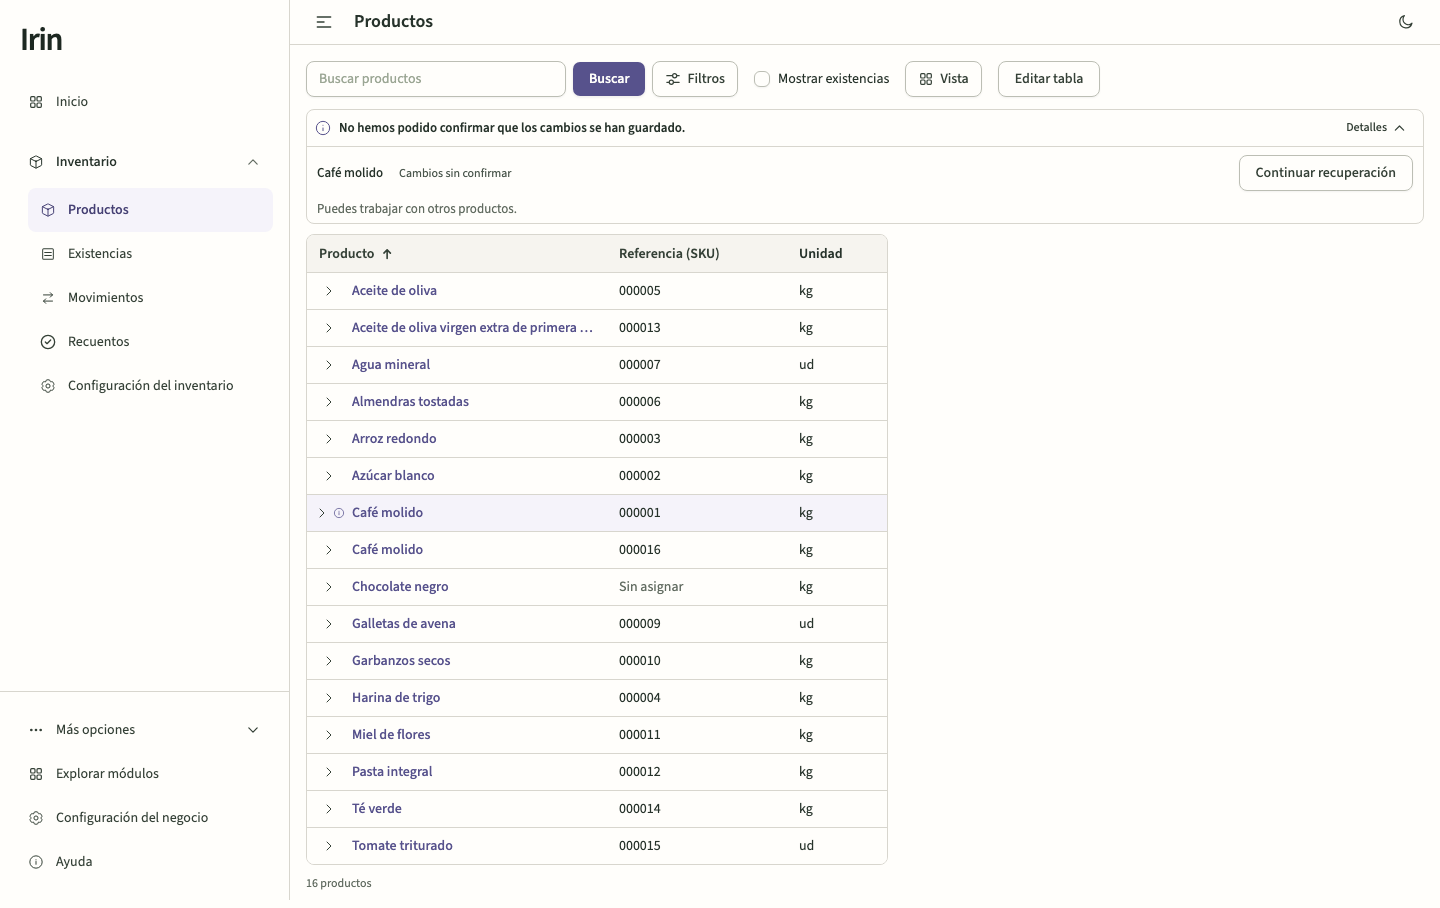 Irin
Productos
Inicio
Inventario
Productos
Existencias
Movimientos
Recuentos
Configuración del inventario
Más opciones
Explorar módulos
Configuración del negocio
Ayuda
Buscar productos
Buscar
Filtros
Mostrar existencias
Vista
Editar tabla
No hemos podido confirmar que los cambios se han guardado.
Detalles
Café molido Cambios sin confirmar
Continuar recuperación
Puedes trabajar con otros productos.
Producto Referencia (SKU) Unidad
Aceite de oliva 000005 kg
Aceite de oliva virgen extra de primera … 000013 kg
Agua mineral 000007 ud
Almendras tostadas 000006 kg
Arroz redondo 000003 kg
Azúcar blanco 000002 kg
Café molido 000001 kg
Café molido 000016 kg
Chocolate negro Sin asignar kg
Galletas de avena 000009 ud
Garbanzos secos 000010 kg
Harina de trigo 000004 kg
Miel de flores 000011 kg
Pasta integral 000012 kg
Té verde 000014 kg
Tomate triturado 000015 ud
16 productos